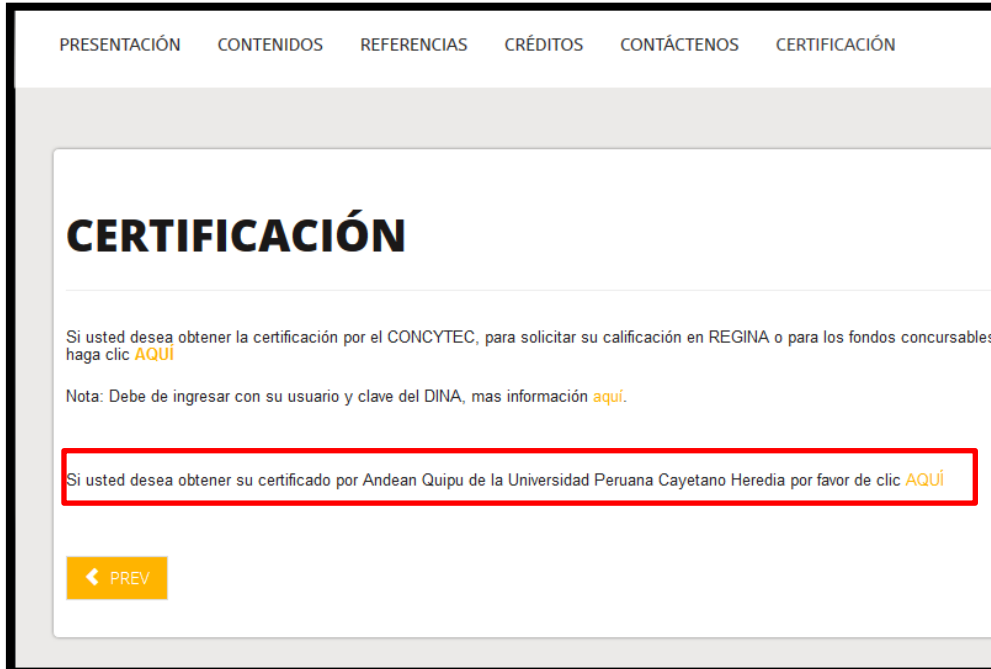 PRESENTACIÓN CONTENIDOS REFERENCIAS CRÉDITOS CONTÁCTENOS CERTIFICACIÓN
CERTIFICACIÓN
Si usted desea obtener la certificación por el CONCYTEC, para solicitar su calificación en REGINA o para los fondos concursables
haga clic AQUÍ
Nota: Debe de ingresar con su usuario y clave del DINA, mas información aquí.
Si usted desea obtener su certificado por Andean Quipu de la Universidad Peruana Cayetano Heredia por favor de clic AQUÍ
PREV